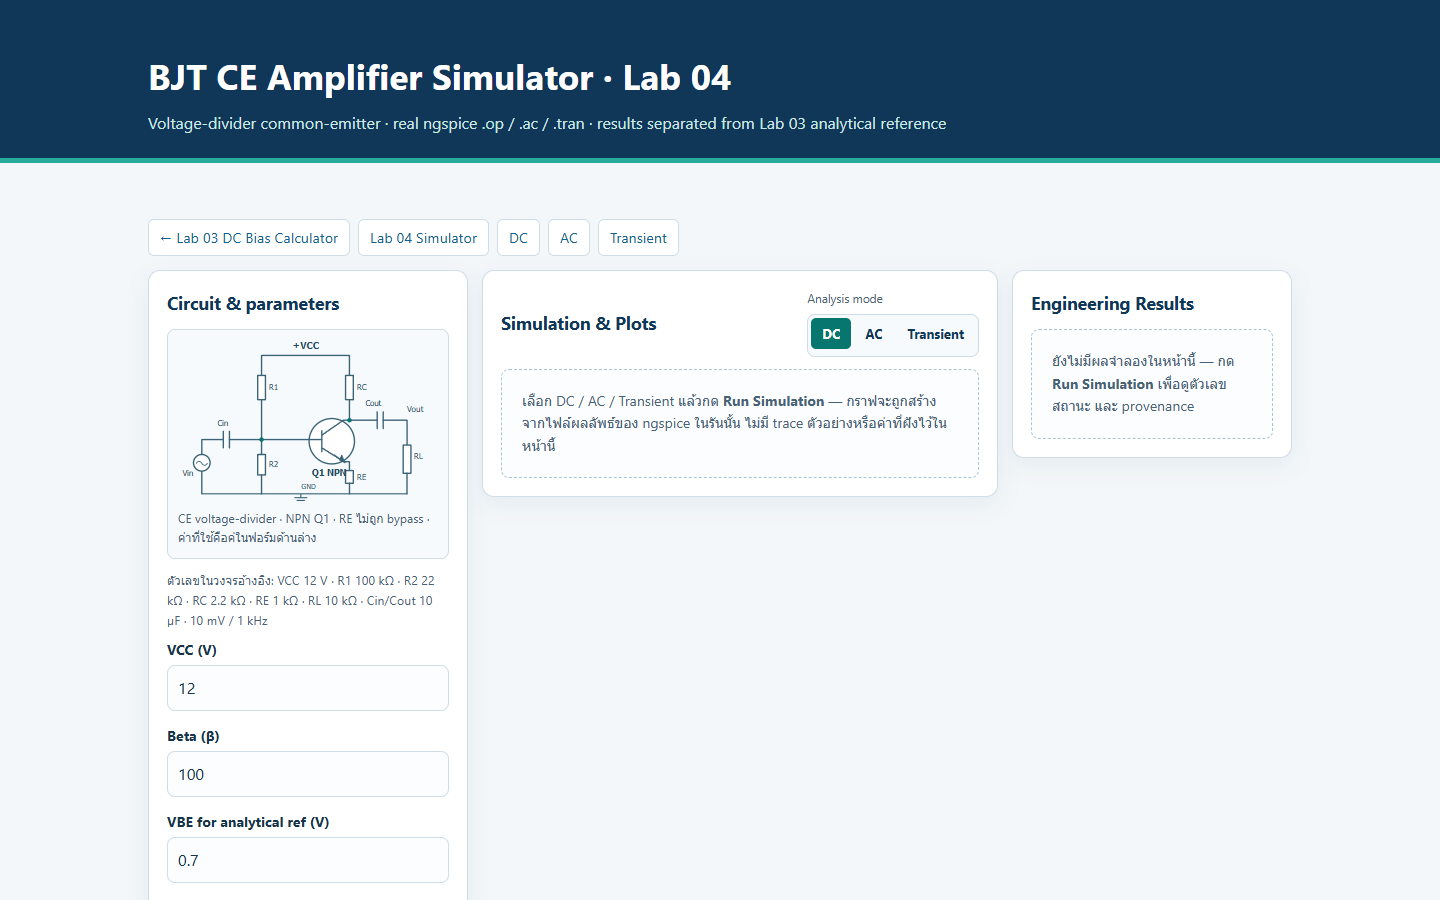 BJT CE Amplifier Simulator · Lab 04
Voltage-divider common-emitter · real ngspice .op / .ac / .tran · results separated from Lab 03 analytical reference
← Lab 03 DC Bias Calculator
Lab 04 Simulator
DC
AC
Transient
Circuit & parameters
+VCC
R1
RC
Cout
Vout
Cin
Vin
R2
Q1 NPN
RE
RL
GND
CE voltage-divider · NPN Q1 · RE ไม่ถูก bypass ·
ค่าที่ใช้คือค่าในฟอร์มด้านล่าง
ตัวเลขในวงจรอ้างอิง: VCC 12 V · R1 100 kΩ · R2 22
kΩ · RC 2.2 kΩ · RE 1 kΩ · RL 10 kΩ · Cin/Cout 10
µF · 10 mV / 1 kHz
VCC (V)
12
Beta (β)
100
VBE for analytical ref (V)
0.7
Simulation & Plots
Analysis mode
DC
AC
Transient
เลือก DC / AC / Transient แล้วกด Run Simulation — กราฟจะถูกสร้าง
จากไฟล์ผลลัพธ์ของ ngspice ในรันนั้น ไม่มี trace ตัวอย่างหรือค่าที่ฝังไว้ใน
หน้านี้
Engineering Results
ยังไม่มีผลจำลองในหน้านี้ — กด
Run Simulation เพื่อดูตัวเลข
สถานะ และ provenance